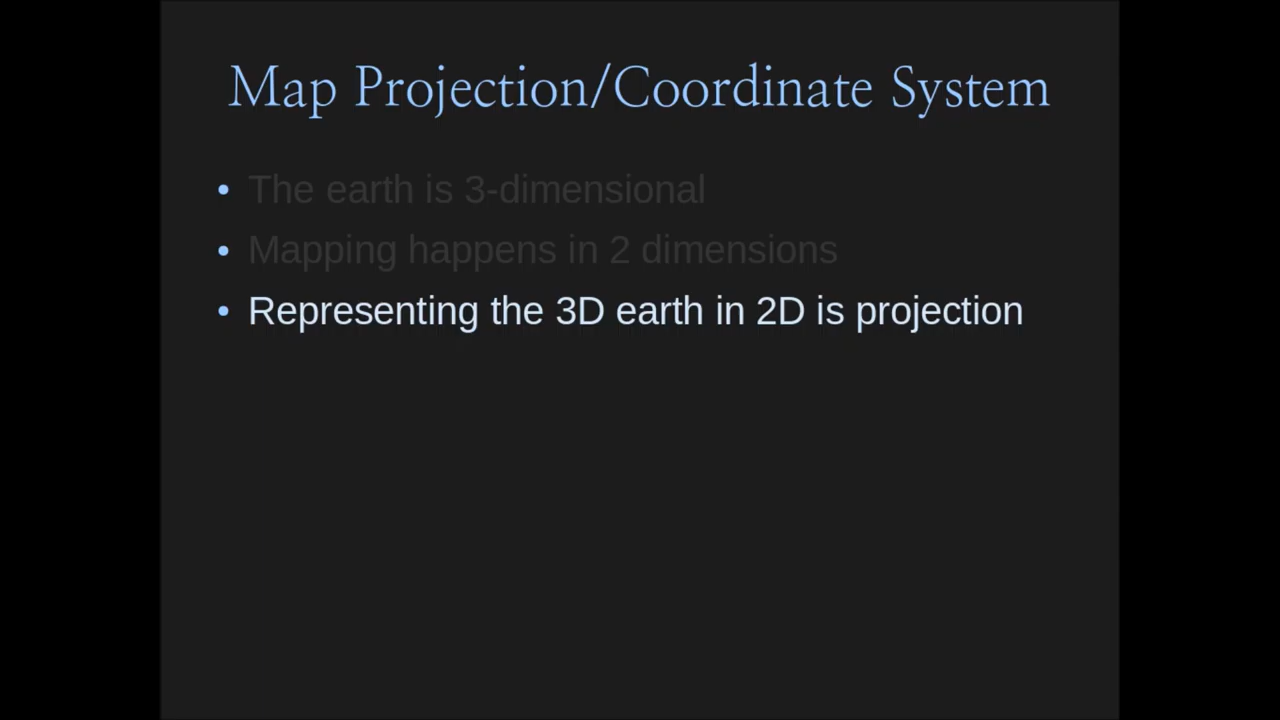 Map Projection/Coordinate System
• The earth is 3-dimensional
• Mapping happens in 2 dimensions
• Representing the 3D earth in 2D is projection